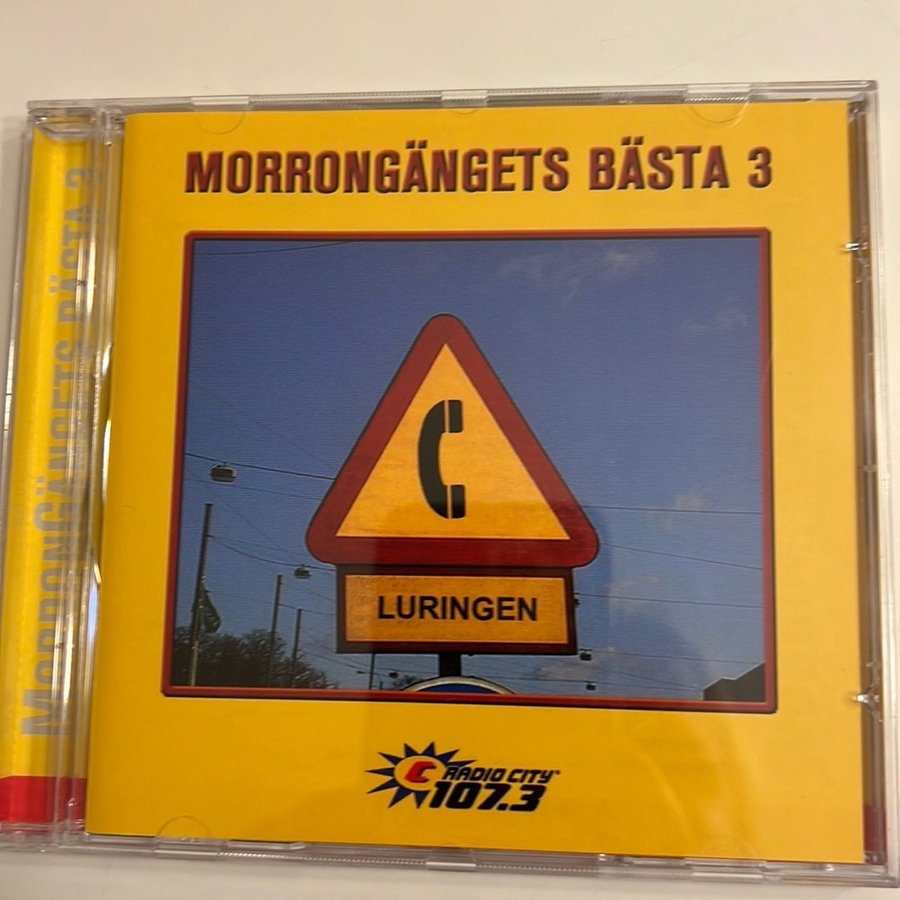 MORRONGÄNGETS BÄSTA 3
MORRONGÄNGETS BÄSTA 3
LURINGEN
C RADIO CITY
107.3